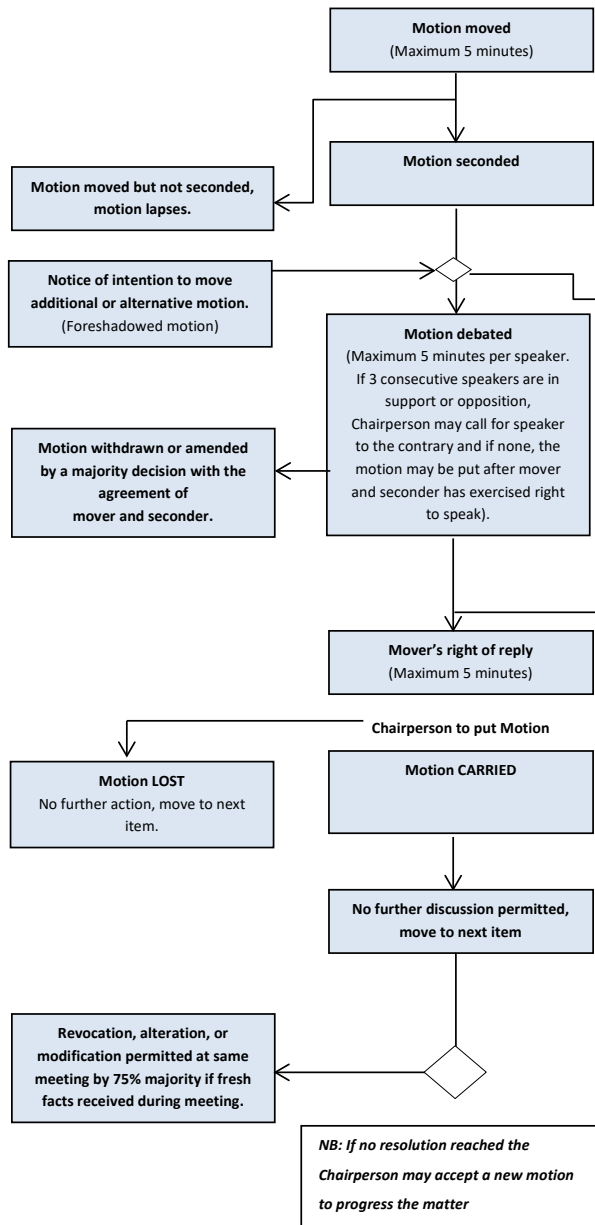 Motion moved
(Maximum 5 minutes)
Motion seconded
Motion moved but not seconded,
motion lapses.
Notice of intention to move
additional or alternative motion.
(Foreshadowed motion)
Motion debated
(Maximum 5 minutes per speaker.
If 3 consecutive speakers are in
support or opposition,
Chairperson may call for speaker
to the contrary and if none, the
motion may be put after mover
and seconder has exercised right
to speak).
Motion withdrawn or amended
by a majority decision with the
agreement of
mover and seconder.
Mover’s right of reply
(Maximum 5 minutes)
Chairperson to put Motion
Motion LOST
No further action, move to next
item.
Motion CARRIED
No further discussion permitted,
move to next item
Revocation, alteration, or
modification permitted at same
meeting by 75% majority if fresh
facts received during meeting.
NB: If no resolution reached the
Chairperson may accept a new motion
to progress the matter